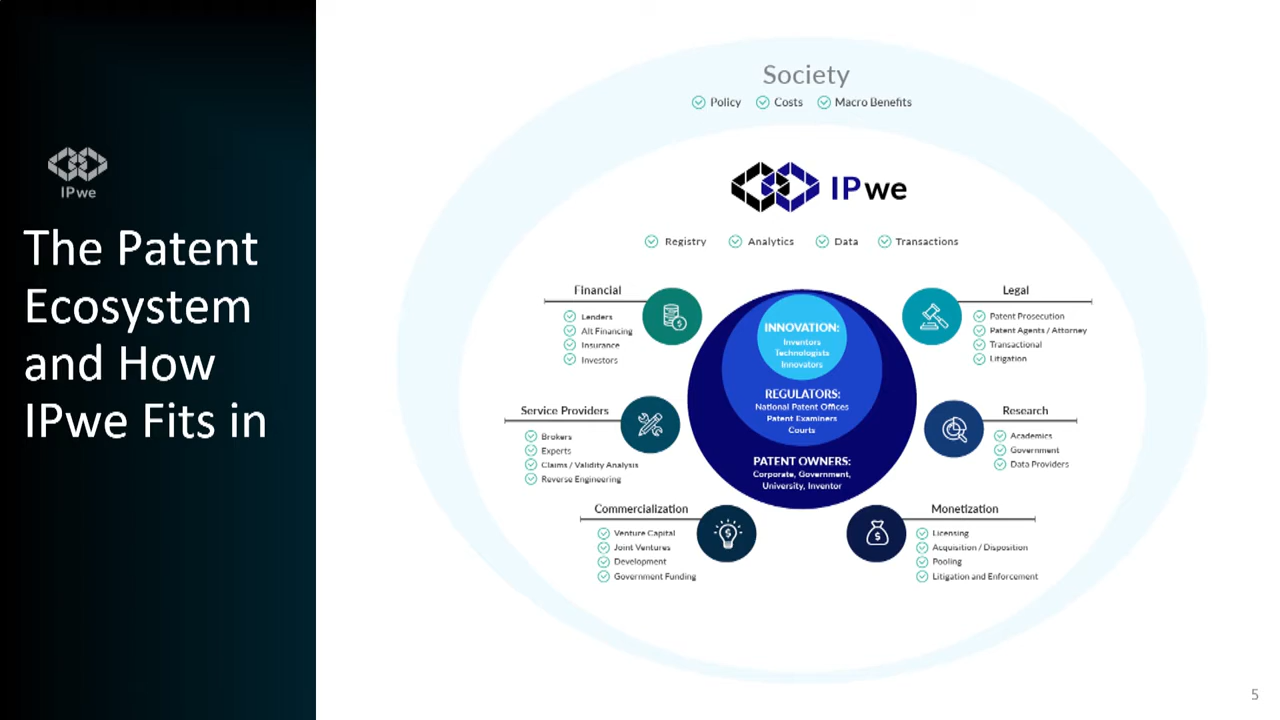 IPwe
The Patent
Ecosystem
and How
IPwe Fits in
Society
Policy Costs Macro Benefits
IPwe
Registry Analytics Data Transactions
Financial
Lenders
Alt Financing
Insurance
Investors
Service Providers
Brokers
Experts
Claims / Validity Analysis
Reverse Engineering
Commercialization
Venture Capital
Joint Ventures
Development
Government Funding
INNOVATION:
Inventors
Technologists
Innovators
REGULATORS:
National Patent Offices
Patent Examiners
Courts
PATENT OWNERS:
Corporate, Government,
University, Inventor
Legal
Patent Prosecution
Patent Agents / Attorney
Transactional
Litigation
Research
Academics
Government
Data Providers
Monetization
Licensing
Acquisition / Disposition
Pooling
Litigation and Enforcement
5